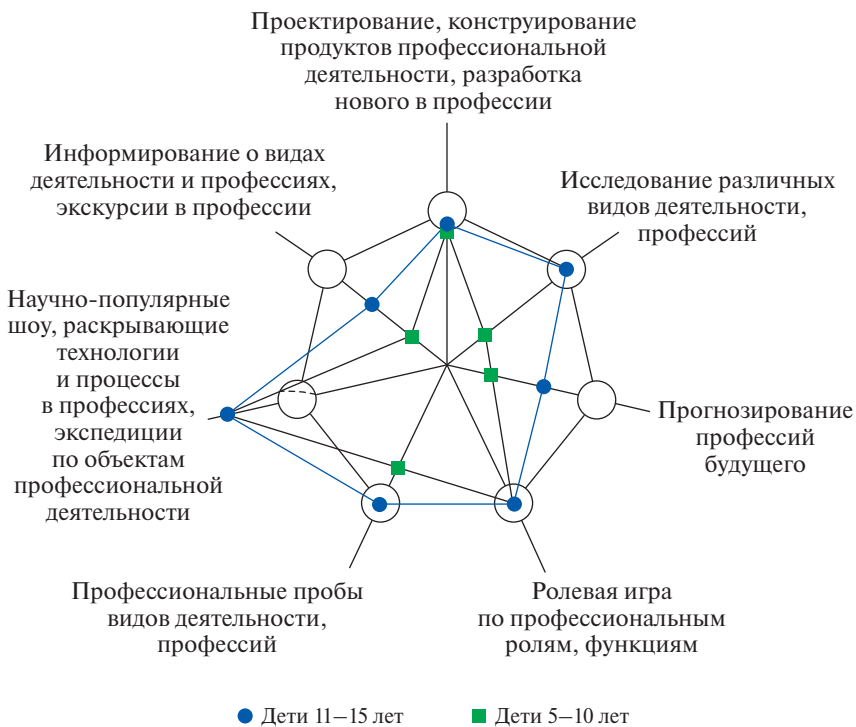 Проектирование, конструирование
продуктов профессиональной
деятельности, разработка
нового в профессии
Информирование о видах
деятельности и профессиях,
экскурсии в профессии
Исследование различных
видов деятельности,
профессий
Научно-популярные
шоу, раскрывающие
технологии
и процессы
в профессиях,
экспедиции
по объектам
профессиональной
деятельности
Прогнозирование
профессий
будущего
Профессиональные пробы
видов деятельности,
профессий
Ролевая игра
по профессиональным
ролям, функциям
Дети 11–15 лет
Дети 5–10 лет